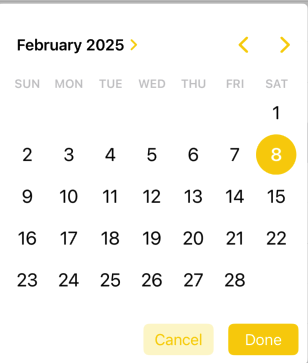 February 2025 >
SUN MON TUE WED THU FRI SAT
1
2 3 4 5 6 7 8
9 10 11 12 13 14 15
16 17 18 19 20 21 22
23 24 25 26 27 28
Cancel Done